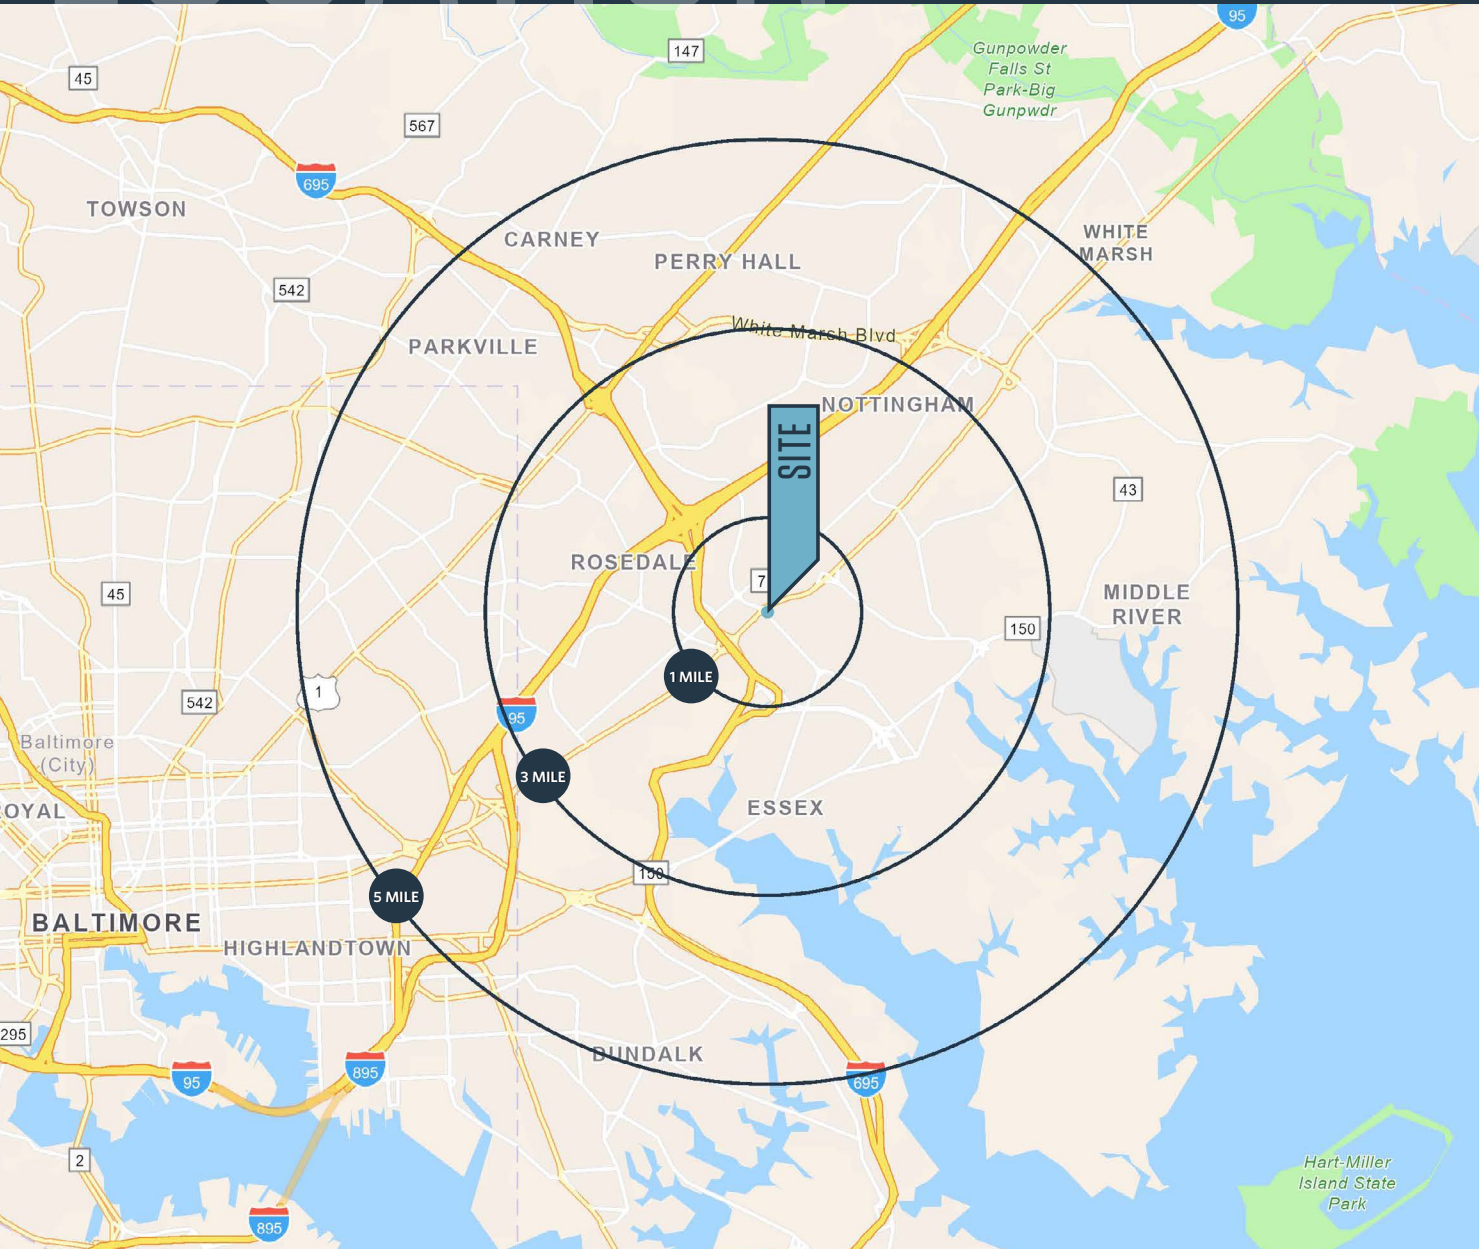 95
147
Gunpowder
Falls St
Park-Big
Gunpwdr
45
567
695
TOWSON
CARNEY
WHITE
MARSH
PERRY HALL
542
White Marsh Blvd
PARKVILLE
NOTTINGHAM
SITE
43
ROSEDALE
7
45
MIDDLE
RIVER
150
1 MILE
1
542
95
Baltimore
(City)
3 MILE
ESSEX
OYAL
150
5 MILE
BALTIMORE
HIGHLANDTOWN
295
DUNDALK
95
895
695
2
Hart-Miller
Island State
Park
895